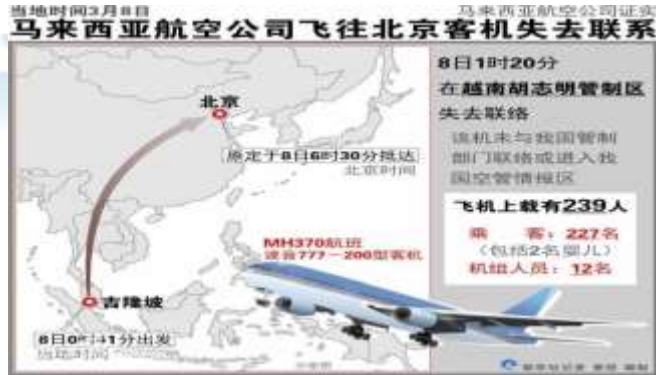 当地时间3月8日
马来西亚航空公司证实
马来西亚航空公司飞往北京客机失去联系
8日1时20分
在越南胡志明管制区
失去联络
该机未与我国管制
部门联络或进入我
国空管情报区
飞机上载有239人
乘 客：227名
（包括2名婴儿）
机组人员：12名
北京
原定于8日6时30分抵达
北京时间
MH370航班
波音777－200型客机
吉隆坡
8日0时41分出发
当地时间
新华社记者 编制